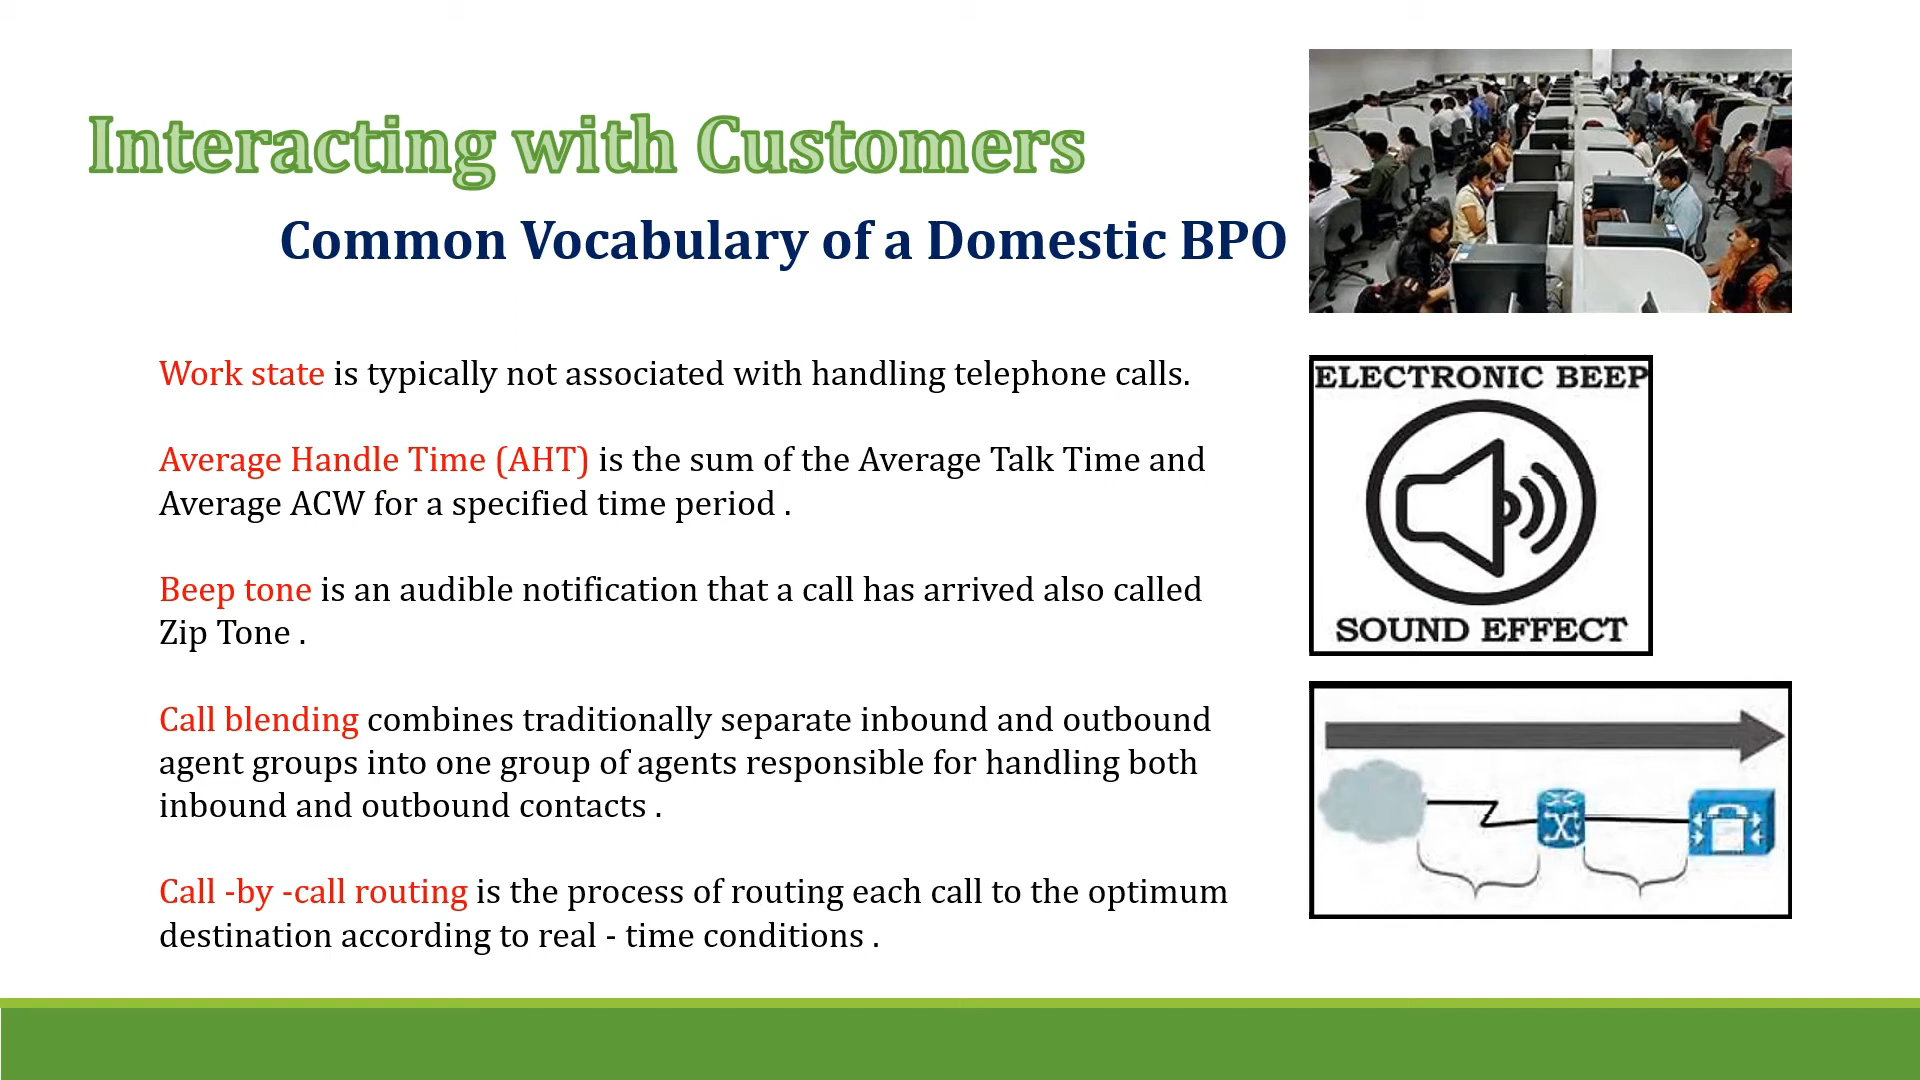 Interacting with Customers
Common Vocabulary of a Domestic BPO
Work state is typically not associated with handling telephone calls.
Average Handle Time (AHT) is the sum of the Average Talk Time and
Average ACW for a specified time period .
Beep tone is an audible notification that a call has arrived also called
Zip Tone .
Call blending combines traditionally separate inbound and outbound
agent groups into one group of agents responsible for handling both
inbound and outbound contacts .
Call -by -call routing is the process of routing each call to the optimum
destination according to real - time conditions .
ELECTRONIC BEEP
SOUND EFFECT